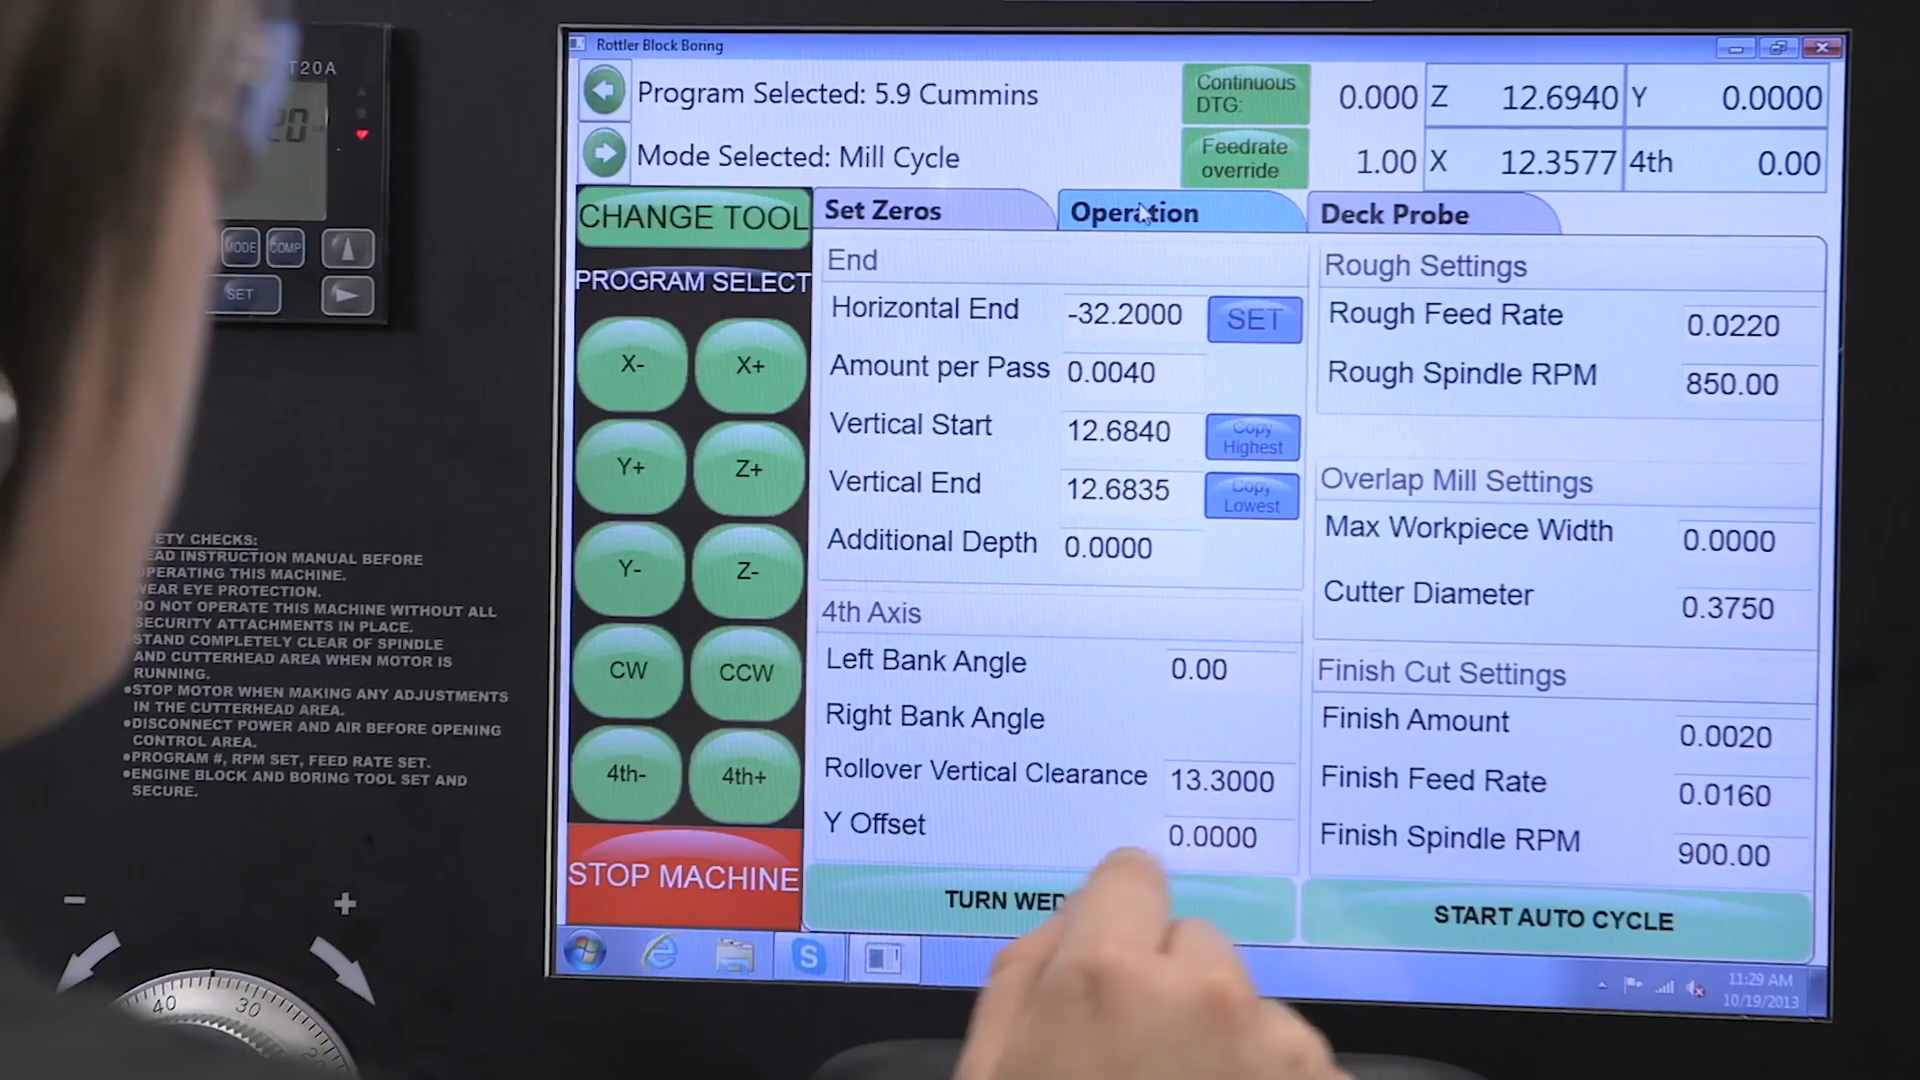 T20A
20
MODE
COMP
SET
ETY CHECKS:
EAD INSTRUCTION MANUAL BEFORE
OPERATING THIS MACHINE.
WEAR EYE PROTECTION.
DO NOT OPERATE THIS MACHINE WITHOUT ALL
SECURITY ATTACHMENTS IN PLACE.
STAND COMPLETELY CLEAR OF SPINDLE
AND CUTTERHEAD AREA WHEN MOTOR IS
RUNNING.
•STOP MOTOR WHEN MAKING ANY ADJUSTMENTS
IN THE CUTTERHEAD AREA.
•DISCONNECT POWER AND AIR BEFORE OPENING
CONTROL AREA.
•PROGRAM #, RPM SET, FEED RATE SET.
•ENGINE BLOCK AND BORING TOOL SET AND
SECURE.
− +
40 30
Rottler Block Boring
Program Selected: 5.9 Cummins
Mode Selected: Mill Cycle
Continuous
DTG:
0.000
Z 12.6940
Y 0.0000
Feedrate
override
1.00
X 12.3577
4th 0.00
CHANGE TOOL
PROGRAM SELECT
X- X+
Y+ Z+
Y- Z-
CW CCW
4th- 4th+
STOP MACHINE
Set Zeros
Operation
Deck Probe
End
Horizontal End -32.2000 SET
Amount per Pass 0.0040
Vertical Start 12.6840 Copy
Highest
Vertical End 12.6835 Copy
Lowest
Additional Depth 0.0000
4th Axis
Left Bank Angle 0.00
Right Bank Angle
Rollover Vertical Clearance 13.3000
Y Offset 0.0000
TURN WED
Rough Settings
Rough Feed Rate 0.0220
Rough Spindle RPM 850.00
Overlap Mill Settings
Max Workpiece Width 0.0000
Cutter Diameter 0.3750
Finish Cut Settings
Finish Amount 0.0020
Finish Feed Rate 0.0160
Finish Spindle RPM 900.00
START AUTO CYCLE
11:29 AM
10/19/2013